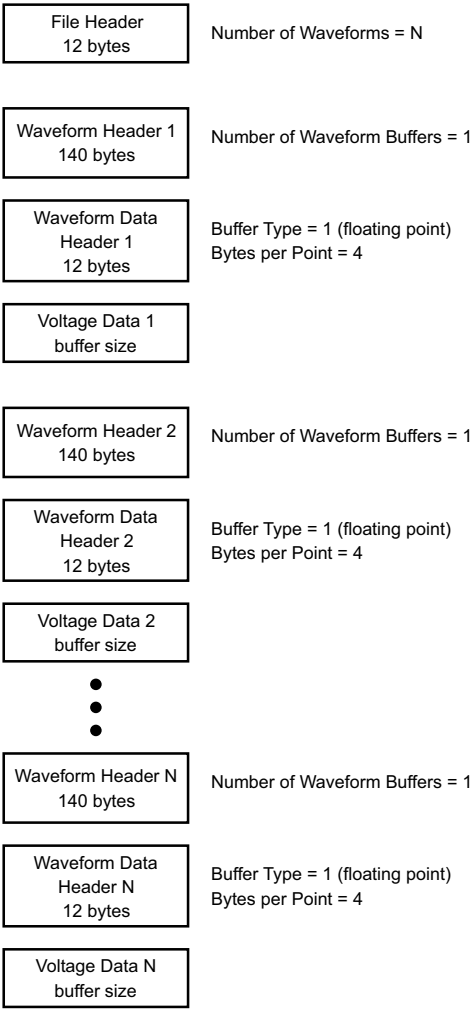 File Header
12 bytes
Number of Waveforms = N
Waveform Header 1
140 bytes
Number of Waveform Buffers = 1
Waveform Data
Header 1
12 bytes
Buffer Type = 1 (floating point)
Bytes per Point = 4
Voltage Data 1
buffer size
Waveform Header 2
140 bytes
Number of Waveform Buffers = 1
Waveform Data
Header 2
12 bytes
Buffer Type = 1 (floating point)
Bytes per Point = 4
Voltage Data 2
buffer size
Waveform Header N
140 bytes
Number of Waveform Buffers = 1
Waveform Data
Header N
12 bytes
Buffer Type = 1 (floating point)
Bytes per Point = 4
Voltage Data N
buffer size